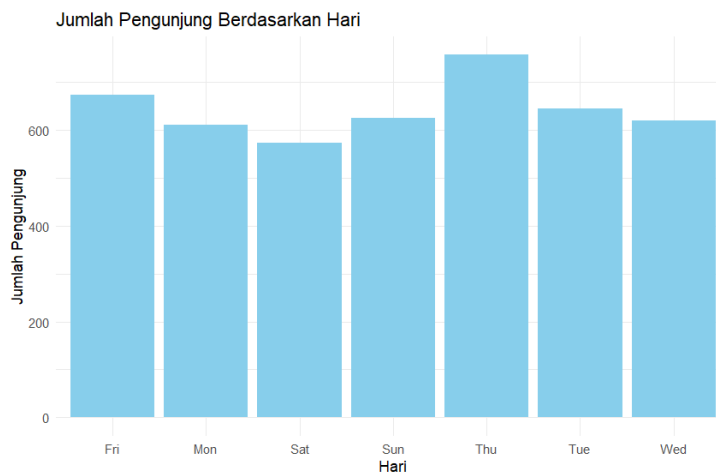 Jumlah Pengunjung Berdasarkan Hari
Jumlah Pengunjung
600
400
200
0
Fri Mon Sat Sun Thu Tue Wed
Hari